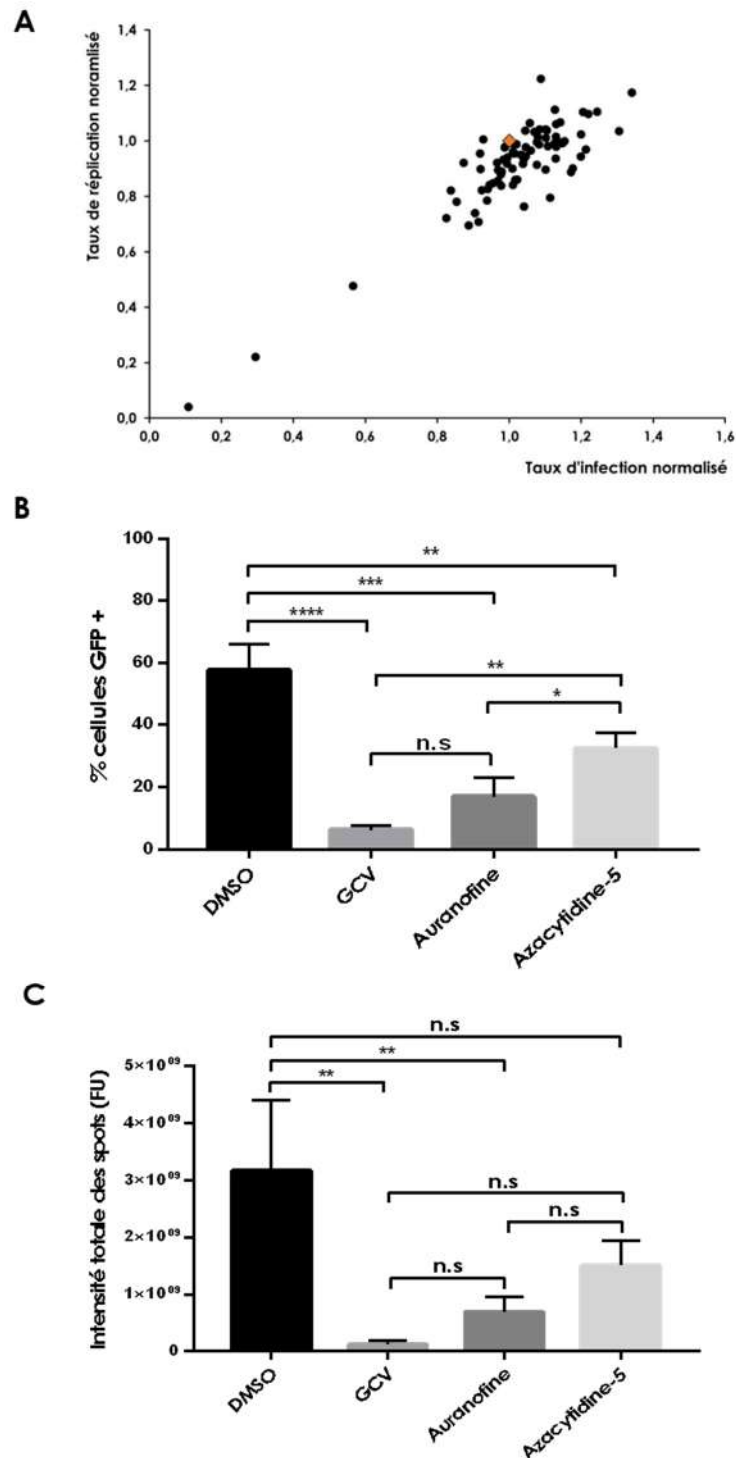 A
Taux de réplication noramlisé
1,4
1,2
1,0
0,8
0,6
0,4
0,2
0,0
0,0 0,2 0,4 0,6 0,8 1,0 1,2 1,4 1,6
Taux d'infection normalisé
B
% cellules GFP +
100
80
60
40
20
0
**
***
****
**
*
n.s
DMSO
GCV
Auranofine
Azacytidine-5
C
Intensité totale des spots (FU)
5×10⁰⁹
4×10⁰⁹
3×10⁰⁹
2×10⁰⁹
1×10⁰⁹
0
n.s
**
**
n.s
n.s
n.s
DMSO
GCV
Auranofine
Azacytidine-5